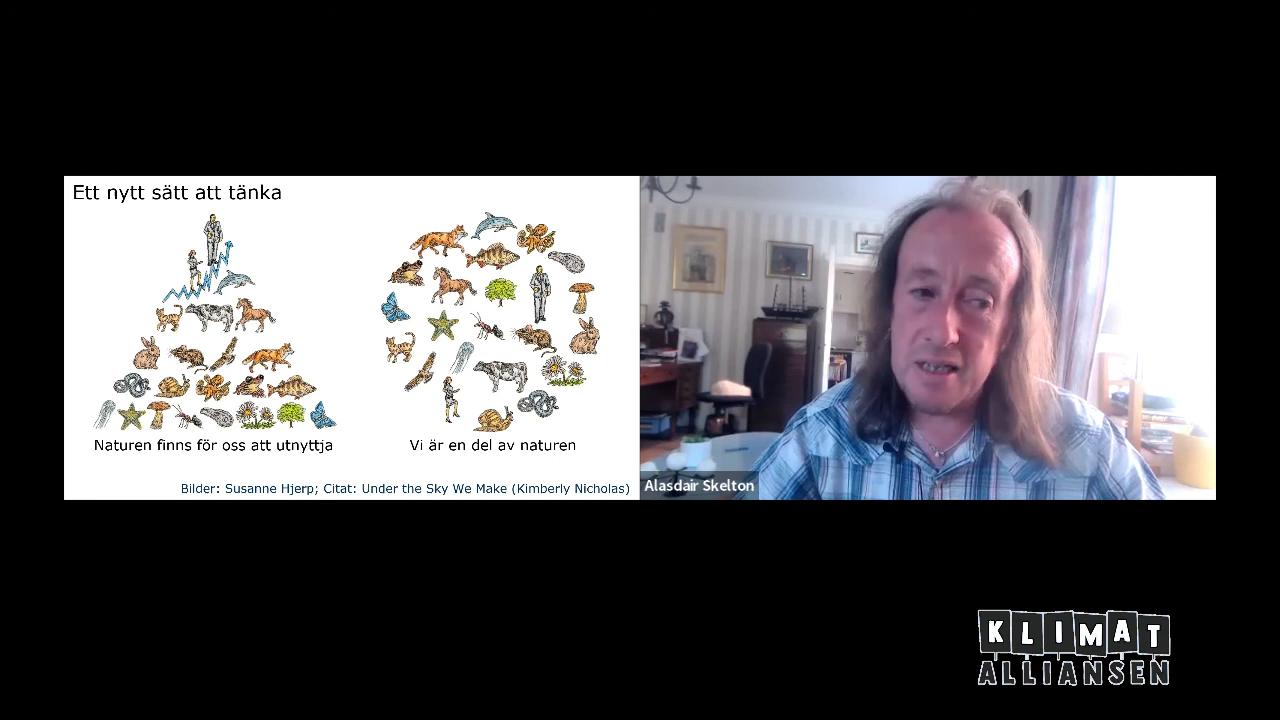 Ett nytt sätt att tänka
Naturen finns för oss att utnyttja
Vi är en del av naturen
Bilder: Susanne Hjerp; Citat: Under the Sky We Make (Kimberly Nicholas)
Alasdair Skelton
KLIMAT
ALLIANSEN